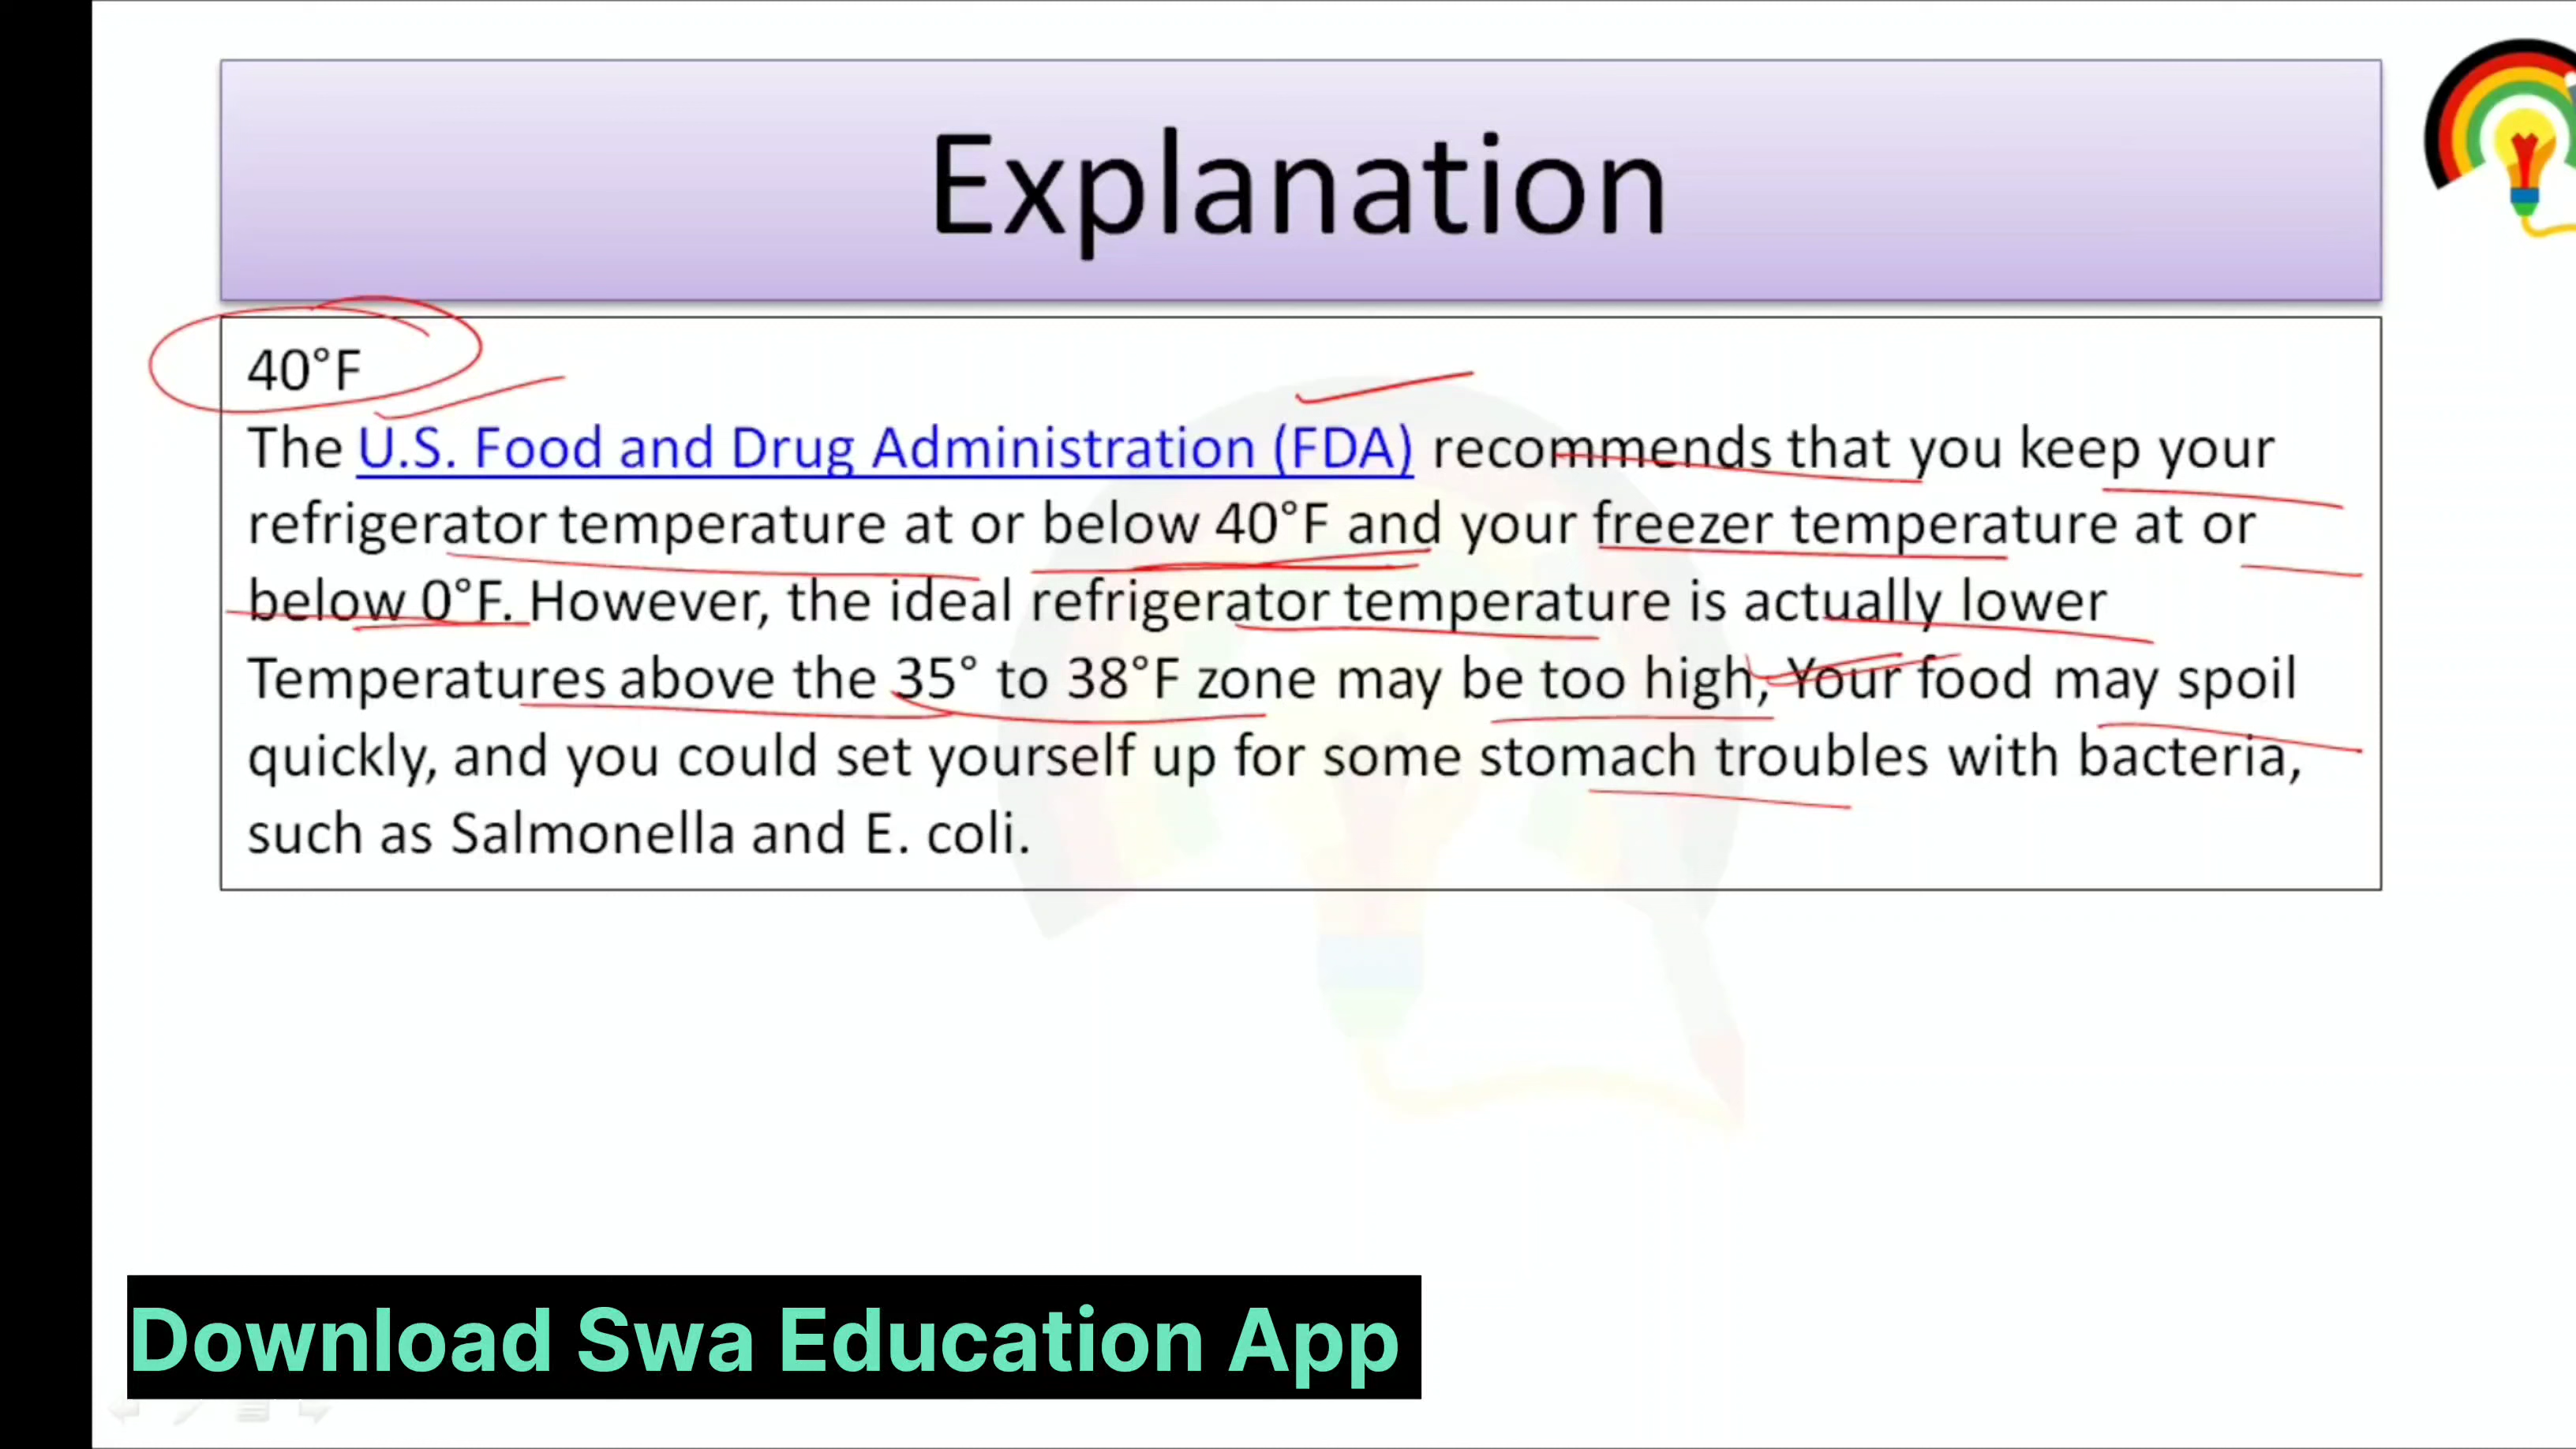 Explanation
40°F
The U.S. Food and Drug Administration (FDA) recommends that you keep your
refrigerator temperature at or below 40°F and your freezer temperature at or
below 0°F. However, the ideal refrigerator temperature is actually lower
Temperatures above the 35° to 38°F zone may be too high, Your food may spoil
quickly, and you could set yourself up for some stomach troubles with bacteria,
such as Salmonella and E. coli.
Download Swa Education App